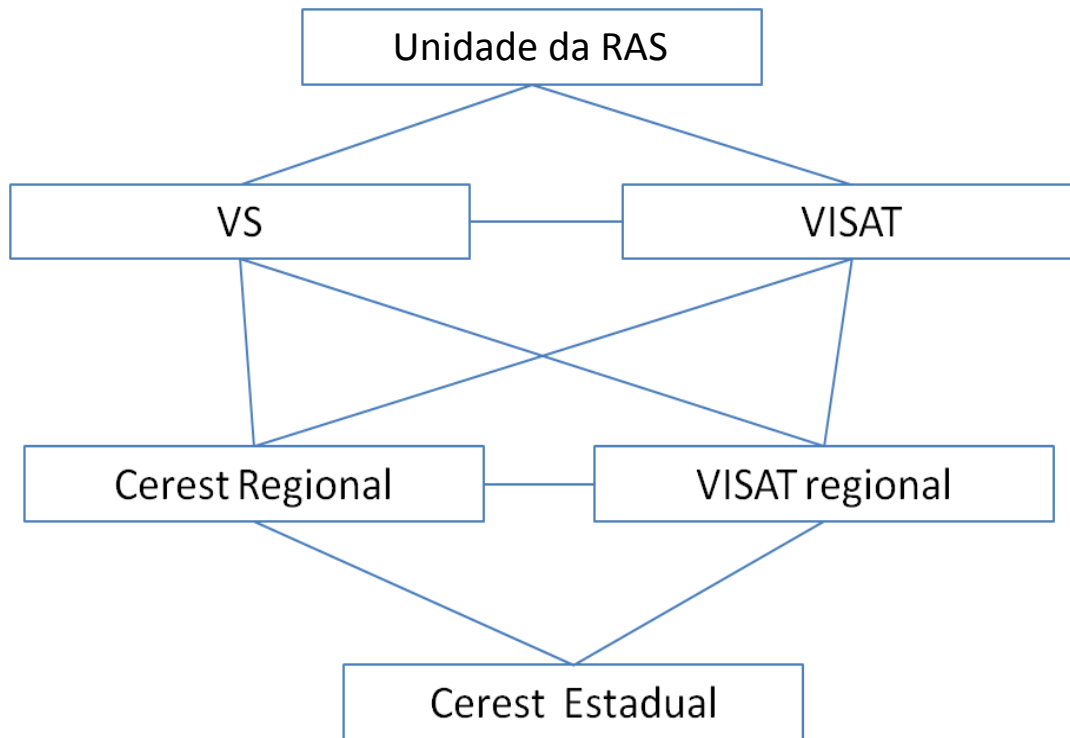 Unidade da RAS
VS
VISAT
Cerest Regional
VISAT regional
Cerest Estadual